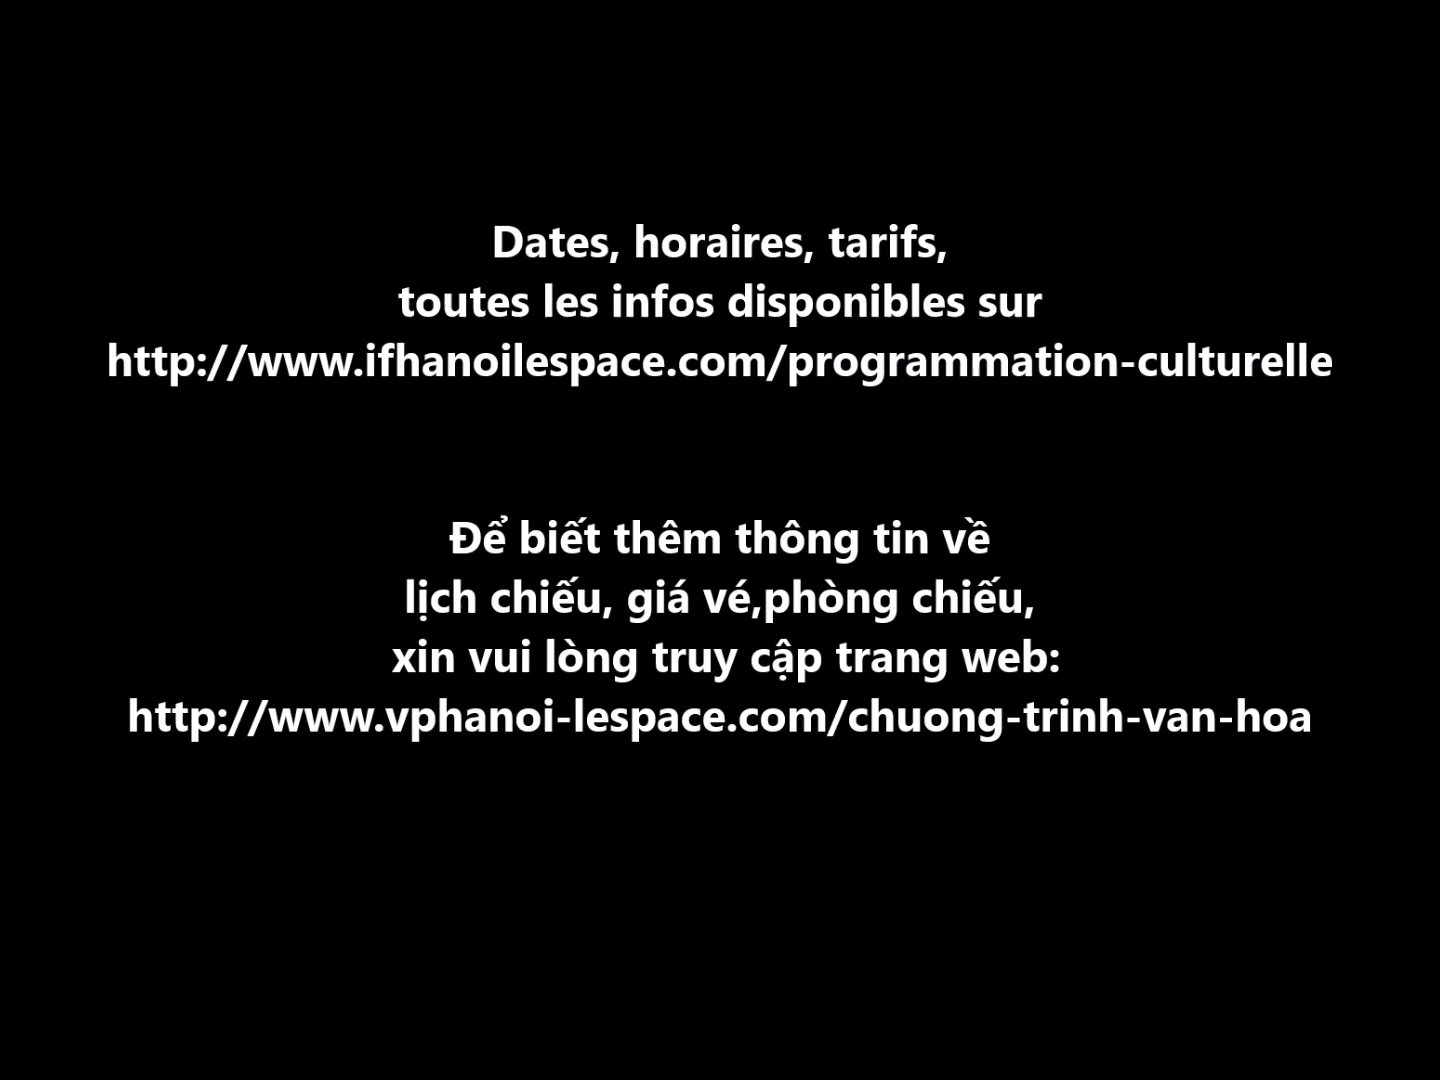 Dates, horaires, tarifs,
toutes les infos disponibles sur
http://www.ifhanoilespace.com/programmation-culturelle
Để biết thêm thông tin về
lịch chiếu, giá vé,phòng chiếu,
xin vui lòng truy cập trang web:
http://www.vphanoi-lespace.com/chuong-trinh-van-hoa